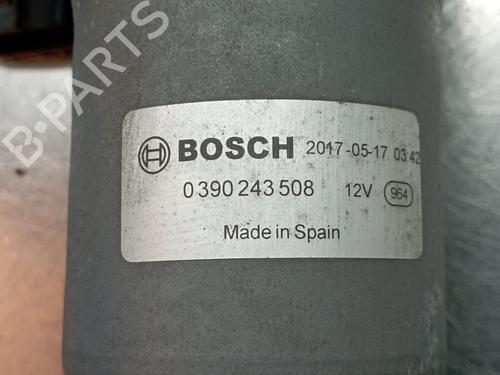 B-PARTS
BOSCH 2017-05-17 03:42
0 390 243 508 12V 964
Made in Spain